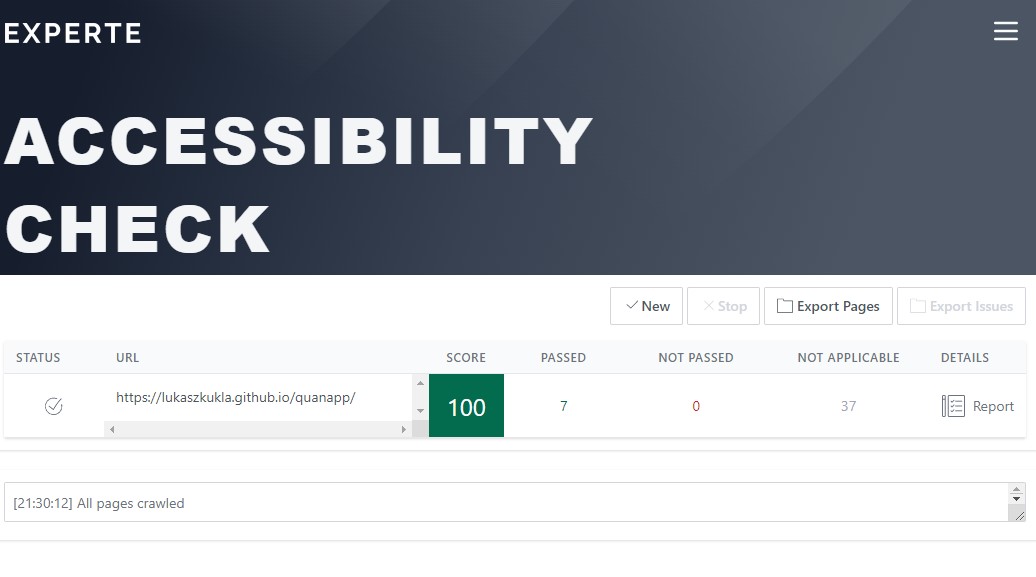 EXPERTE
ACCESSIBILITY
CHECK
New Stop Export Pages Export Issues
STATUS URL SCORE PASSED NOT PASSED NOT APPLICABLE DETAILS
https://lukaszkukla.github.io/quanapp/ 100 7 0 37 Report
[21:30:12] All pages crawled